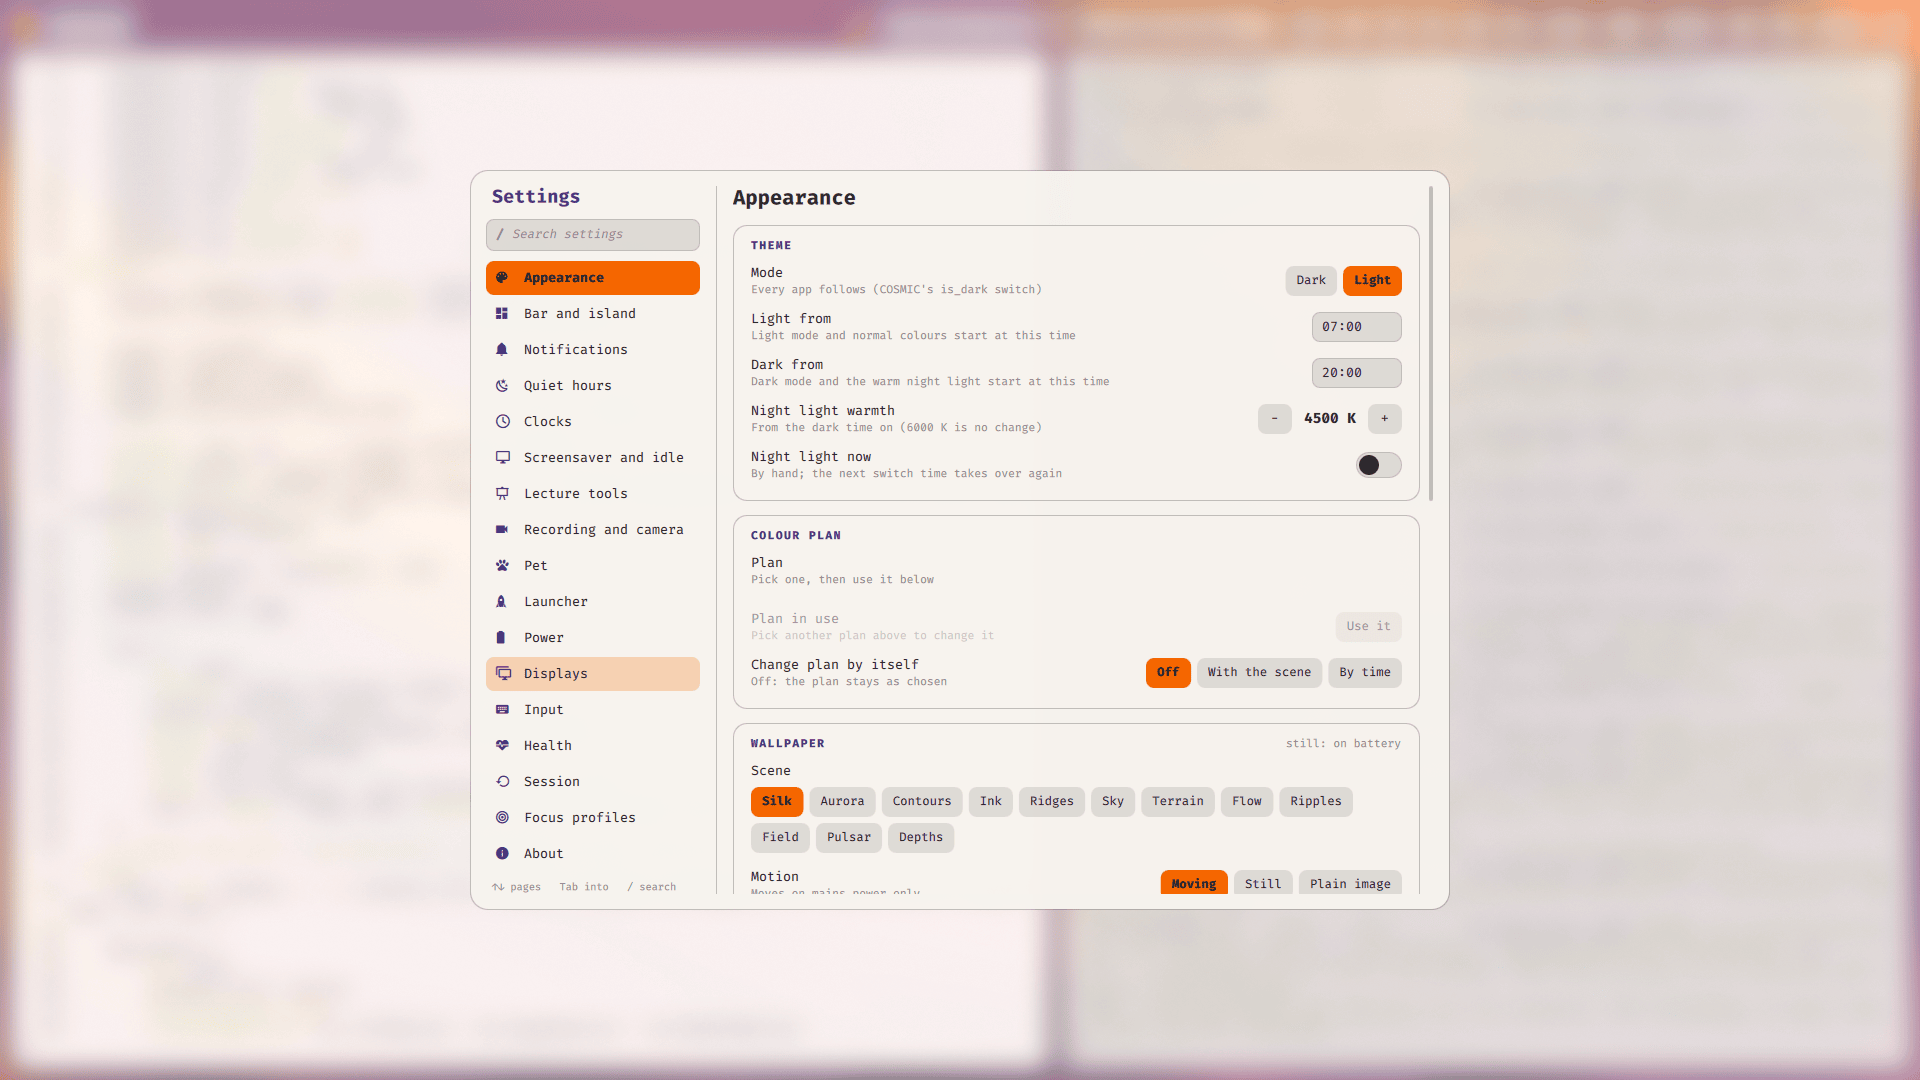 Settings
/ Search settings
Appearance
Bar and island
Notifications
Quiet hours
Clocks
Screensaver and idle
Lecture tools
Recording and camera
Pet
Launcher
Power
Displays
Input
Health
Session
Focus profiles
About
↑↓ pages Tab into / search
Appearance
THEME
Mode
Every app follows (COSMIC's is_dark switch)
Dark Light
Light from
Light mode and normal colours start at this time
07:00
Dark from
Dark mode and the warm night light start at this time
20:00
Night light warmth
From the dark time on (6000 K is no change)
- 4500 K +
Night light now
By hand; the next switch time takes over again
COLOUR PLAN
Plan
Pick one, then use it below
Plan in use
Pick another plan above to change it
Use it
Change plan by itself
Off: the plan stays as chosen
Off With the scene By time
WALLPAPER still: on battery
Scene
Silk Aurora Contours Ink Ridges Sky Terrain Flow Ripples
Field Pulsar Depths
Motion
Moves on mains power only
Moving Still Plain image